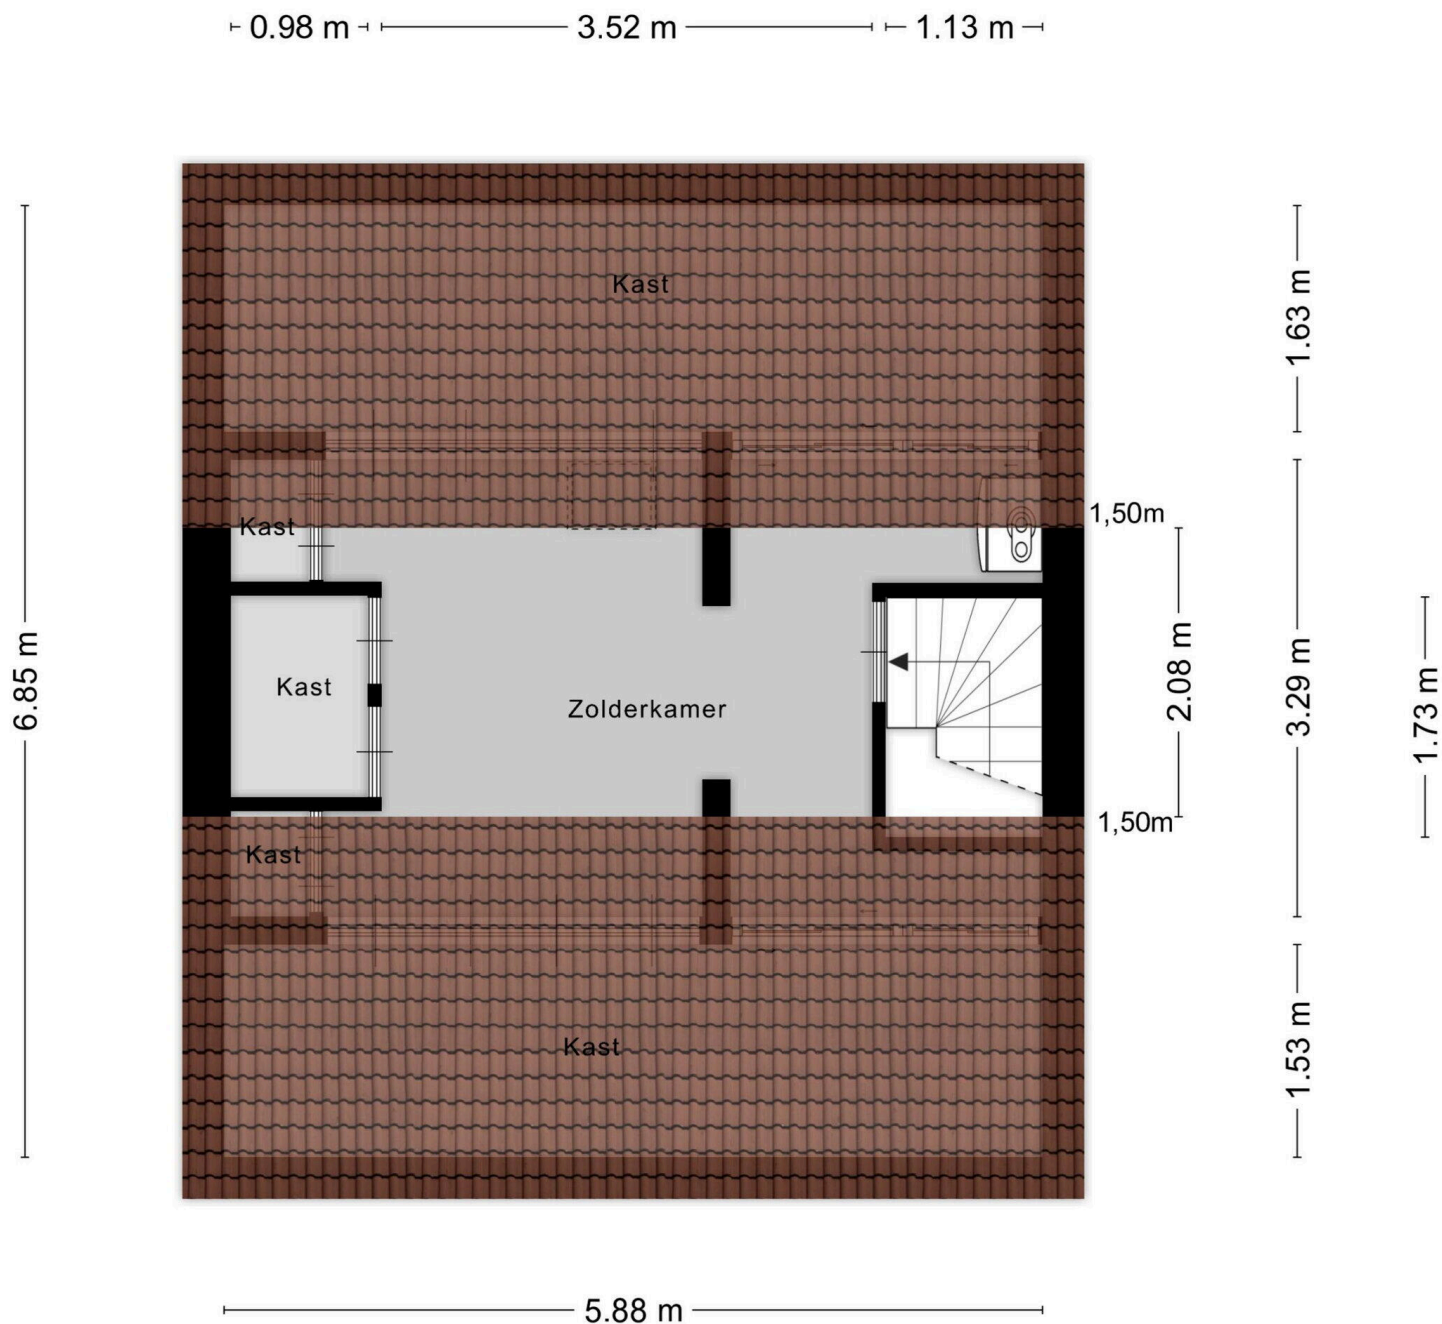 0.98 m
3.52 m
1.13 m
Kast
1.63 m
Kast
1,50m
6.85 m
Kast
Zolderkamer
2.08 m
3.29 m
1.73 m
1,50m
Kast
Kast
1.53 m
5.88 m